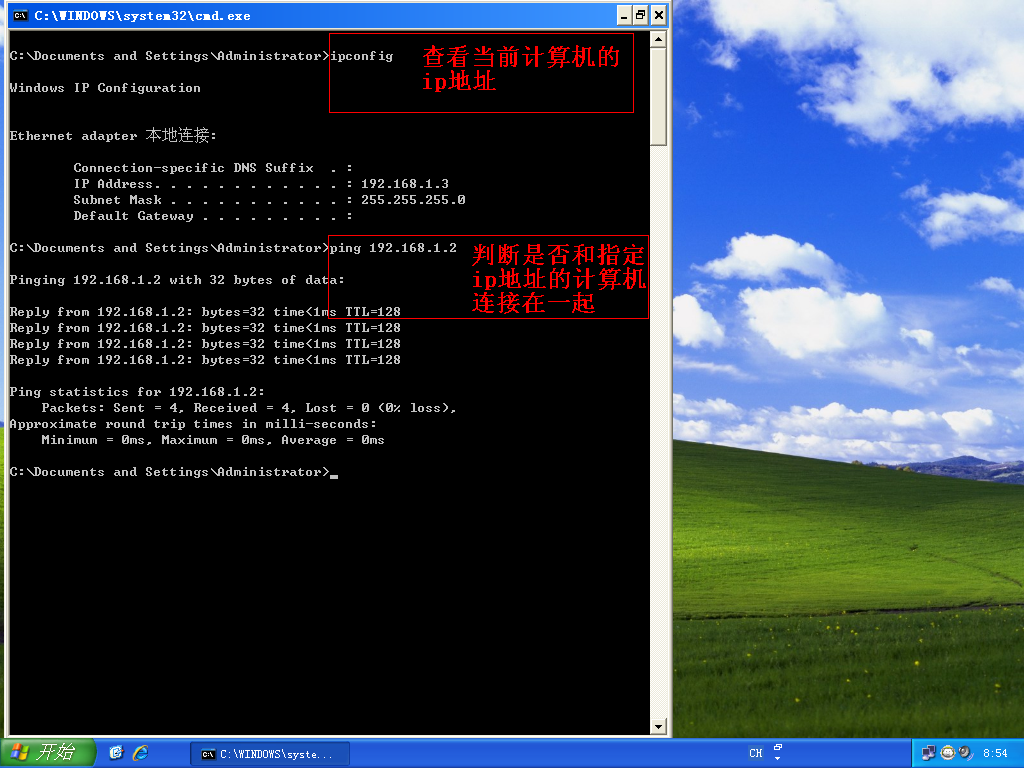 C:\WINDOWS\system32\cmd.exe
C:\Documents and Settings\Administrator>ipconfig
查看当前计算机的
ip地址
Windows IP Configuration
Ethernet adapter 本地连接:
Connection-specific DNS Suffix  . :
IP Address. . . . . . . . . . . . : 192.168.1.3
Subnet Mask . . . . . . . . . . . : 255.255.255.0
Default Gateway . . . . . . . . . :
C:\Documents and Settings\Administrator>ping 192.168.1.2
判断是否和指定
ip地址的计算机
连接在一起
Pinging 192.168.1.2 with 32 bytes of data:
Reply from 192.168.1.2: bytes=32 time<1ms TTL=128
Reply from 192.168.1.2: bytes=32 time<1ms TTL=128
Reply from 192.168.1.2: bytes=32 time<1ms TTL=128
Reply from 192.168.1.2: bytes=32 time<1ms TTL=128
Ping statistics for 192.168.1.2:
Packets: Sent = 4, Received = 4, Lost = 0 (0% loss),
Approximate round trip times in milli-seconds:
Minimum = 0ms, Maximum = 0ms, Average = 0ms
C:\Documents and Settings\Administrator>
开始
C:\WINDOWS\syste...
CH
8:54